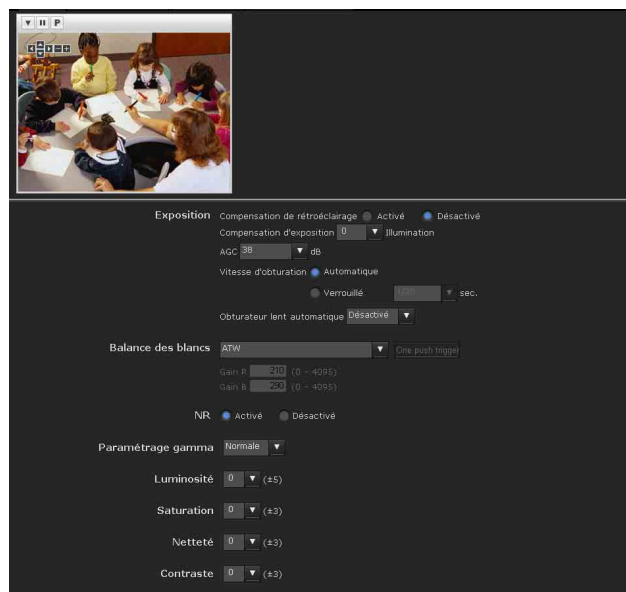 P
Exposition Compensation de rétroéclairage Activé Désactivé
Compensation d'exposition 0 Illumination
AGC 38 dB
Vitesse d'obturation Automatique
Verrouillé 1/20 sec.
Obturateur lent automatique Désactivé
Balance des blancs ATW One push trigger
Gain R 210 (0 - 4095)
Gain B 290 (0 - 4095)
NR Activé Désactivé
Paramétrage gamma Normale
Luminosité 0 (±5)
Saturation 0 (±3)
Netteté 0 (±3)
Contraste 0 (±3)